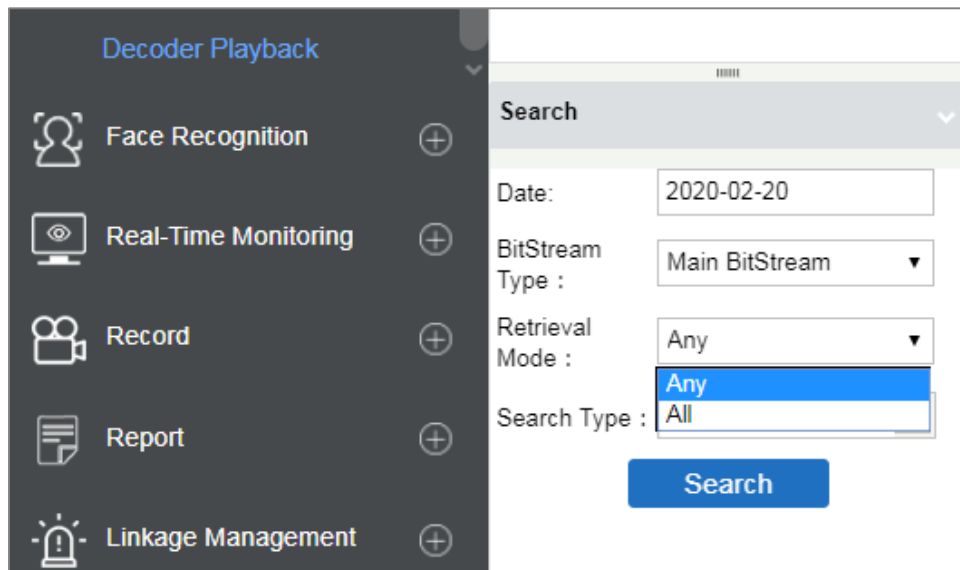 Decoder Playback
Face Recognition
Real-Time Monitoring
Record
Report
Linkage Management
Search
Date:
2020-02-20
BitStream
Type :
Main BitStream
Retrieval
Mode :
Any
Any
All
Search Type :
Search